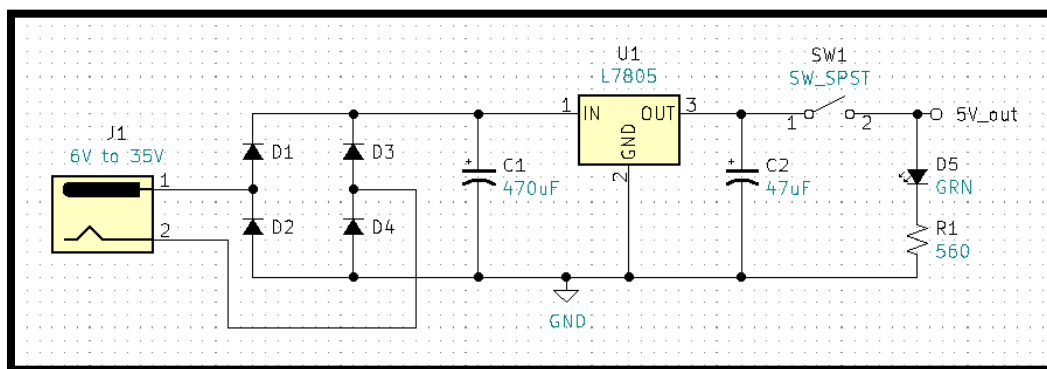 U1
L7805
SW1
SW_SPST
1
IN
OUT
3
GND
2
1
2
5V_out
J1
6V to 35V
1
2
D1
D3
D2
D4
+
C1
470uF
+
C2
47uF
D5
GRN
R1
560
GND